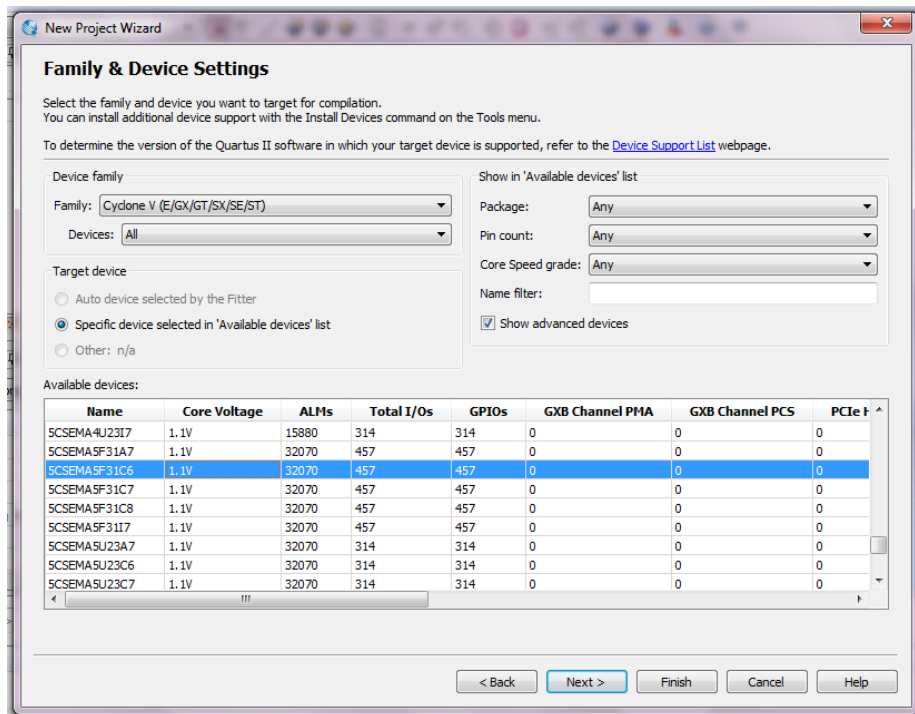 New Project Wizard
Family & Device Settings
Select the family and device you want to target for compilation.
You can install additional device support with the Install Devices command on the Tools menu.
To determine the version of the Quartus II software in which your target device is supported, refer to the Device Support List webpage.
Device family
Family: Cyclone V (E/GX/GT/SX/SE/ST)
Devices: All
Show in 'Available devices' list
Package: Any
Pin count: Any
Core Speed grade: Any
Name filter:
Show advanced devices
Target device
Auto device selected by the Fitter
Specific device selected in 'Available devices' list
Other: n/a
Available devices:
Name Core Voltage ALMs Total I/Os GPIOs GXB Channel PMA GXB Channel PCS PCIe
5CSEMA4U23I7 1.1V 15880 314 314 0 0 0
5CSEMA5F31A7 1.1V 32070 457 457 0 0 0
5CSEMA5F31C6 1.1V 32070 457 457 0 0 0
5CSEMA5F31C7 1.1V 32070 457 457 0 0 0
5CSEMA5F31C8 1.1V 32070 457 457 0 0 0
5CSEMA5F31I7 1.1V 32070 457 457 0 0 0
5CSEMA5U23A7 1.1V 32070 314 314 0 0 0
5CSEMA5U23C6 1.1V 32070 314 314 0 0 0
5CSEMA5U23C7 1.1V 32070 314 314 0 0 0
< Back Next > Finish Cancel Help